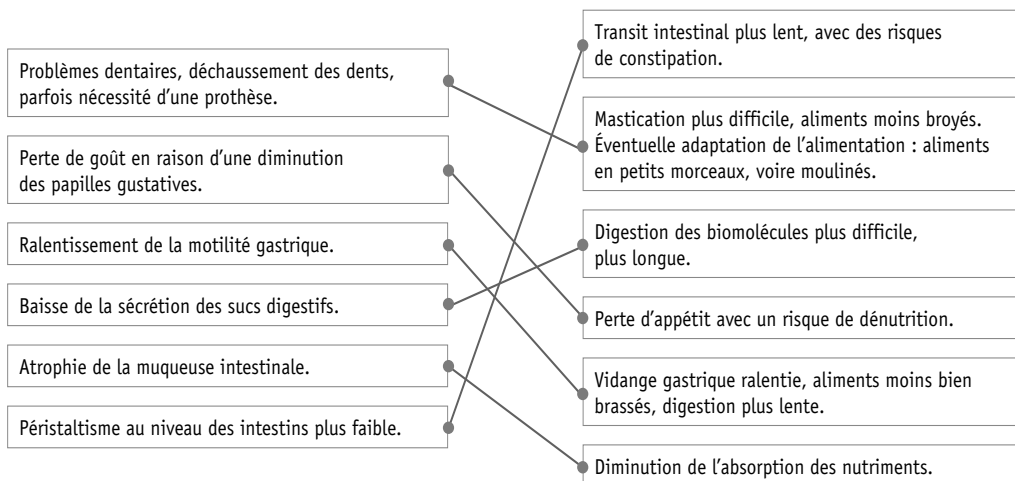 Problèmes dentaires, déchaussement des dents,
parfois nécessité d'une prothèse.
Perte de goût en raison d'une diminution
des papilles gustatives.
Ralentissement de la motilité gastrique.
Baisse de la sécrétion des sucs digestifs.
Atrophie de la muqueuse intestinale.
Péristaltisme au niveau des intestins plus faible.
Transit intestinal plus lent, avec des risques
de constipation.
Mastication plus difficile, aliments moins broyés.
Éventuelle adaptation de l'alimentation : aliments
en petits morceaux, voire moulinés.
Digestion des biomolécules plus difficile,
plus longue.
Perte d'appétit avec un risque de dénutrition.
Vidange gastrique ralentie, aliments moins bien
brassés, digestion plus lente.
Diminution de l'absorption des nutriments.